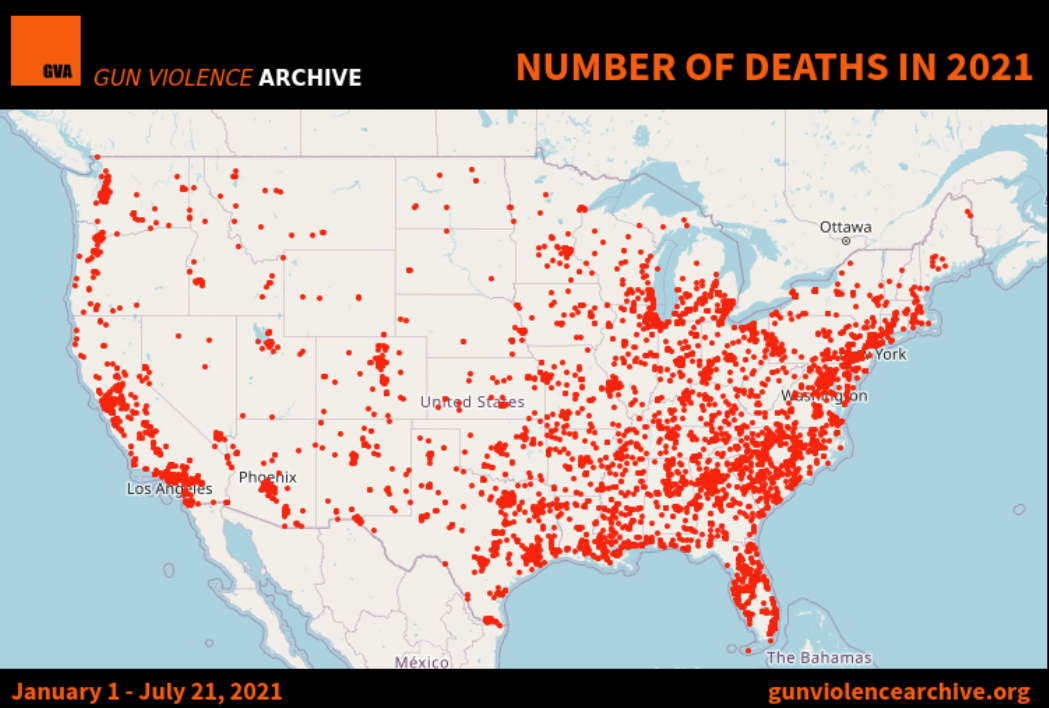 GVA
GUN VIOLENCE ARCHIVE
NUMBER OF DEATHS IN 2021
Ottawa
York
Washington
United States
Phoenix
Los Angeles
The Bahamas
México
January 1 - July 21, 2021
gunviolencearchive.org